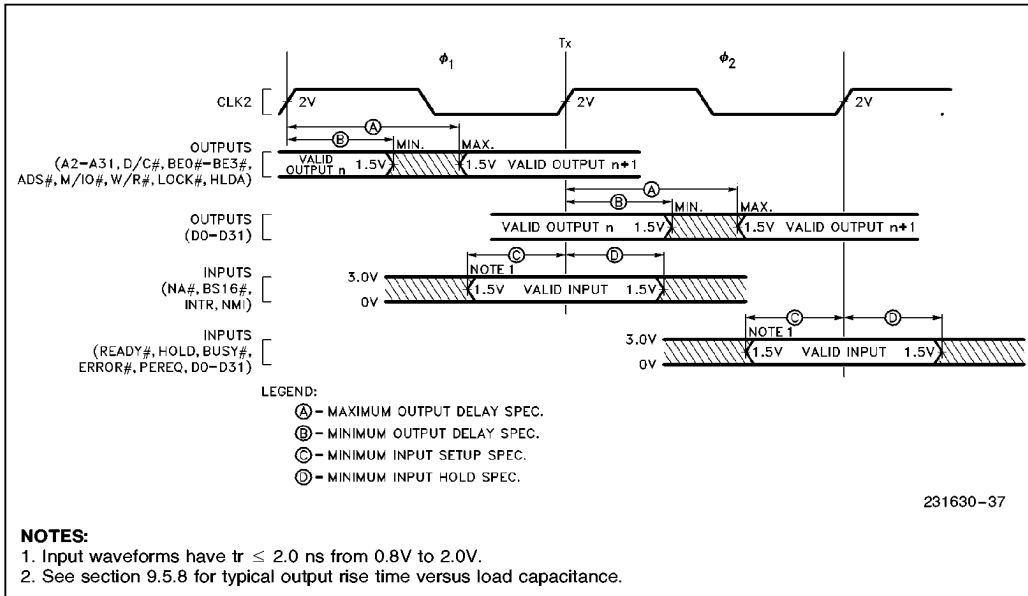 Tx
ϕ1
ϕ2
CLK2
2V 2V 2V
A
B MIN. MAX.
OUTPUTS
(A2-A31, D/C#, BE0#-BE3#,
ADS#, M/IO#, W/R#, LOCK#, HLDA)
VALID
OUTPUT n 1.5V 1.5V VALID OUTPUT n+1
A
B MIN. MAX.
OUTPUTS
(D0-D31)
VALID OUTPUT n 1.5V 1.5V VALID OUTPUT n+1
C D
INPUTS
(NA#, BS16#,
INTR, NMI)
3.0V
0V
NOTE 1
1.5V VALID INPUT 1.5V
C D
INPUTS
(READY#, HOLD, BUSY#,
ERROR#, PEREQ, D0-D31)
3.0V
0V
NOTE 1
1.5V VALID INPUT 1.5V
LEGEND:
A - MAXIMUM OUTPUT DELAY SPEC.
B - MINIMUM OUTPUT DELAY SPEC.
C - MINIMUM INPUT SETUP SPEC.
D - MINIMUM INPUT HOLD SPEC.
231630-37
NOTES:
1. Input waveforms have tr ≤ 2.0 ns from 0.8V to 2.0V.
2. See section 9.5.8 for typical output rise time versus load capacitance.